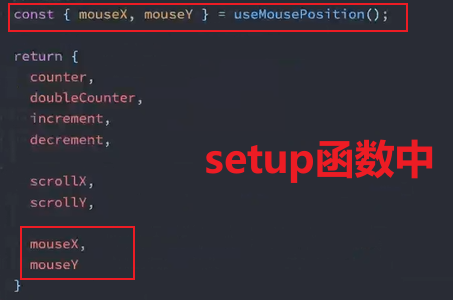 const { mouseX, mouseY } = useMousePosition();
return {
counter,
doubleCounter,
increment,
decrement,
setup函数中
scrollX,
scrollY,
mouseX,
mouseY
}